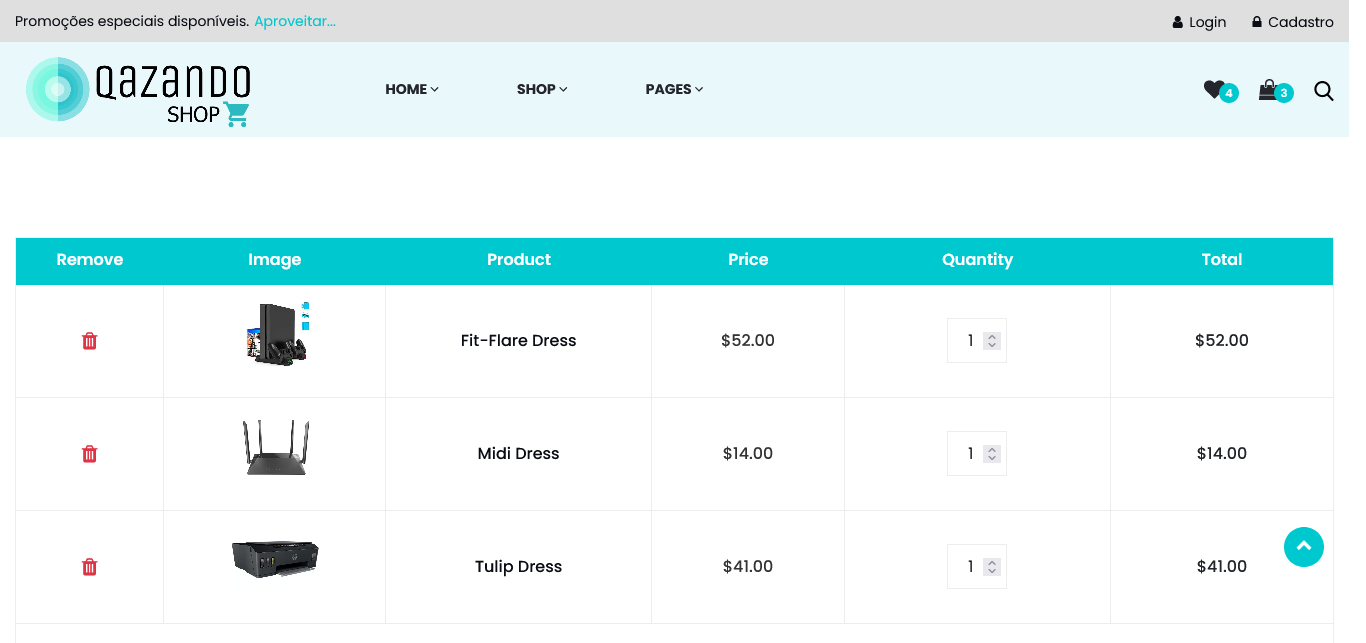 Promoções especiais disponíveis. Aproveitar...
Login
Cadastro
Qazando
SHOP
HOME
SHOP
PAGES
4
3
Remove Image Product Price Quantity Total
Fit-Flare Dress $52.00 1 $52.00
Midi Dress $14.00 1 $14.00
Tulip Dress $41.00 1 $41.00